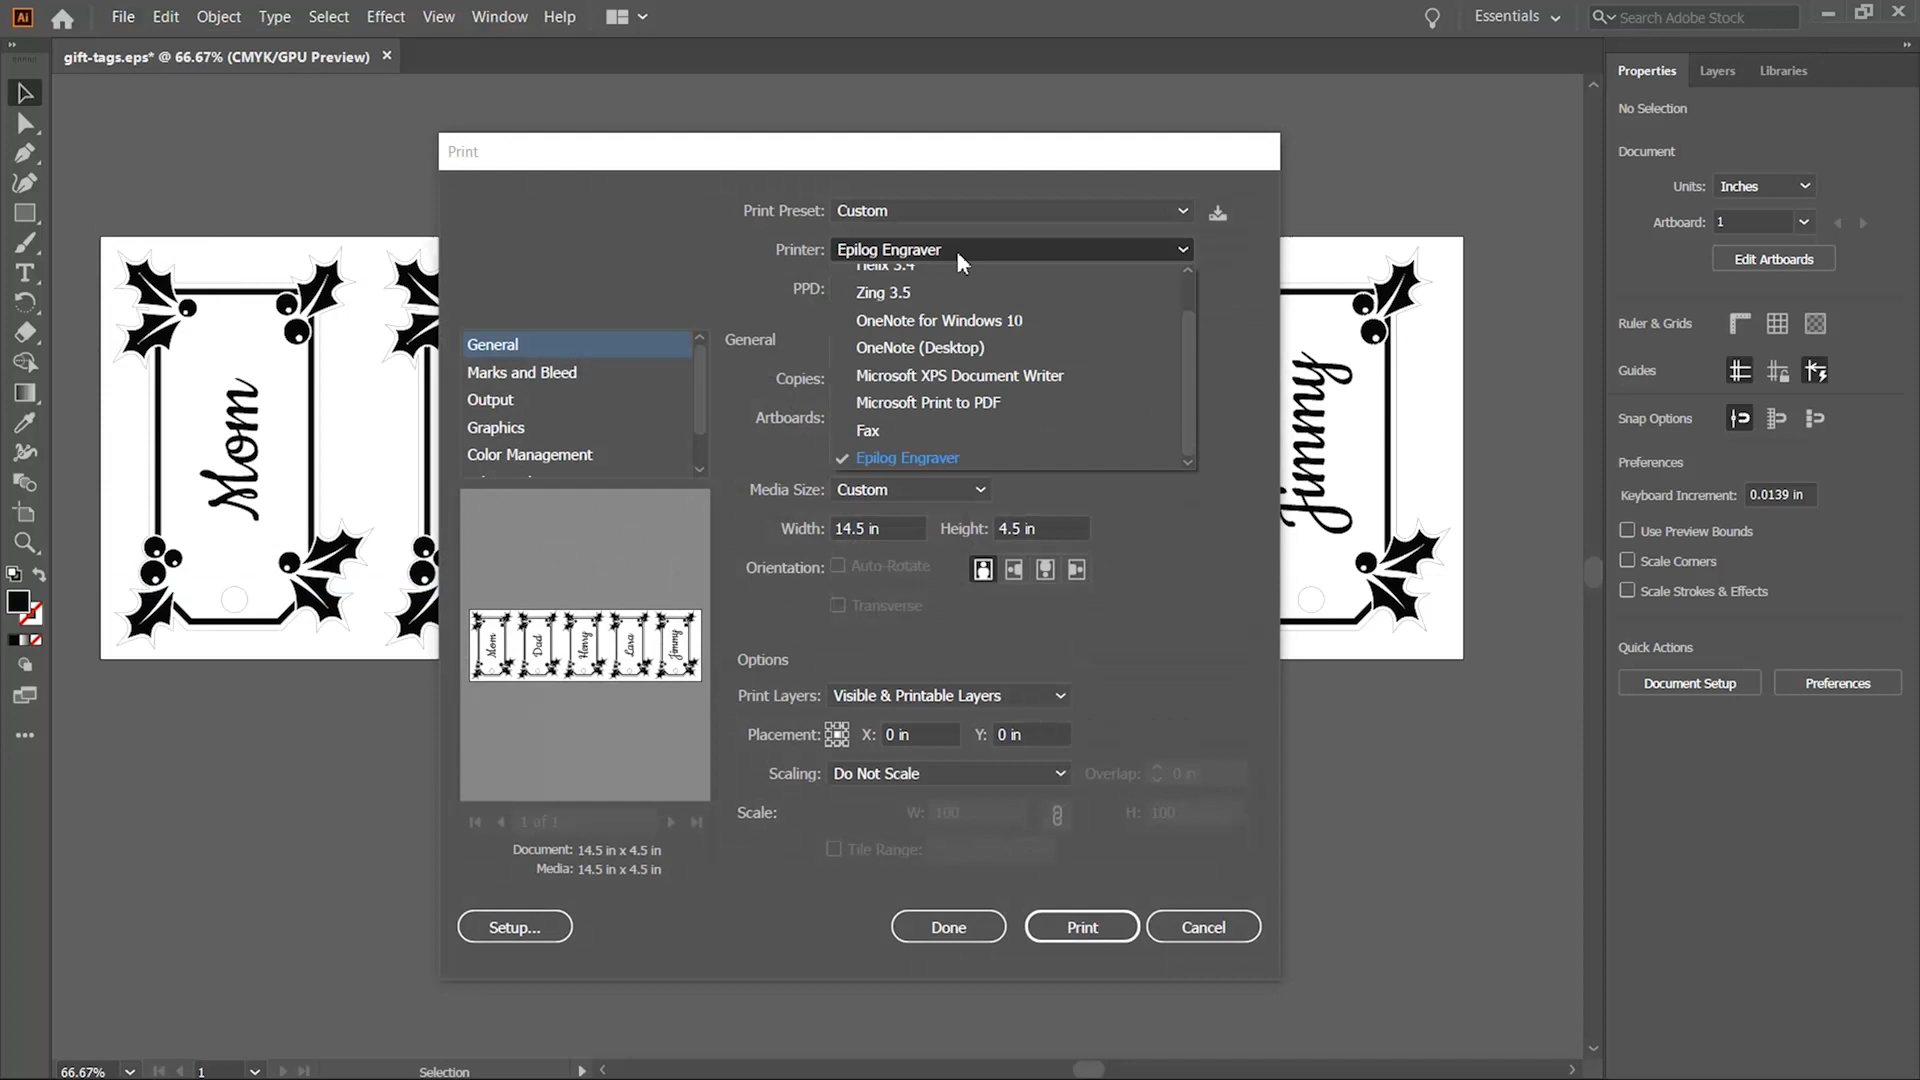 Ai File Edit Object Type Select Effect View Window Help Essentials Search Adobe Stock
gift-tags.eps* @ 66.67% (CMYK/GPU Preview)
Properties Layers Libraries
No Selection
Document
Units: Inches
Artboard: 1
Edit Artboards
Ruler & Grids
Guides
Snap Options
Preferences
Keyboard Increment: 0.0139 in
Use Preview Bounds
Scale Corners
Scale Strokes & Effects
Quick Actions
Document Setup Preferences
Mom
Jimmy
Print
Print Preset: Custom
Printer: Epilog Engraver
PPD:
Helix 3.4
Zing 3.5
OneNote for Windows 10
OneNote (Desktop)
Microsoft XPS Document Writer
Microsoft Print to PDF
Fax
Epilog Engraver
General
Marks and Bleed
Output
Graphics
Color Management
General
Copies:
Artboards:
Media Size: Custom
Width: 14.5 in Height: 4.5 in
Orientation: Auto-Rotate
Transverse
Options
Print Layers: Visible & Printable Layers
Placement: X: 0 in Y: 0 in
Scaling: Do Not Scale Overlap: 0 in
Scale: W: 100 H: 100
Tile Range:
Mom Dad Henry Lara Jimmy
1 of 1
Document: 14.5 in x 4.5 in
Media: 14.5 in x 4.5 in
Setup... Done Print Cancel
66.67% 1 Selection